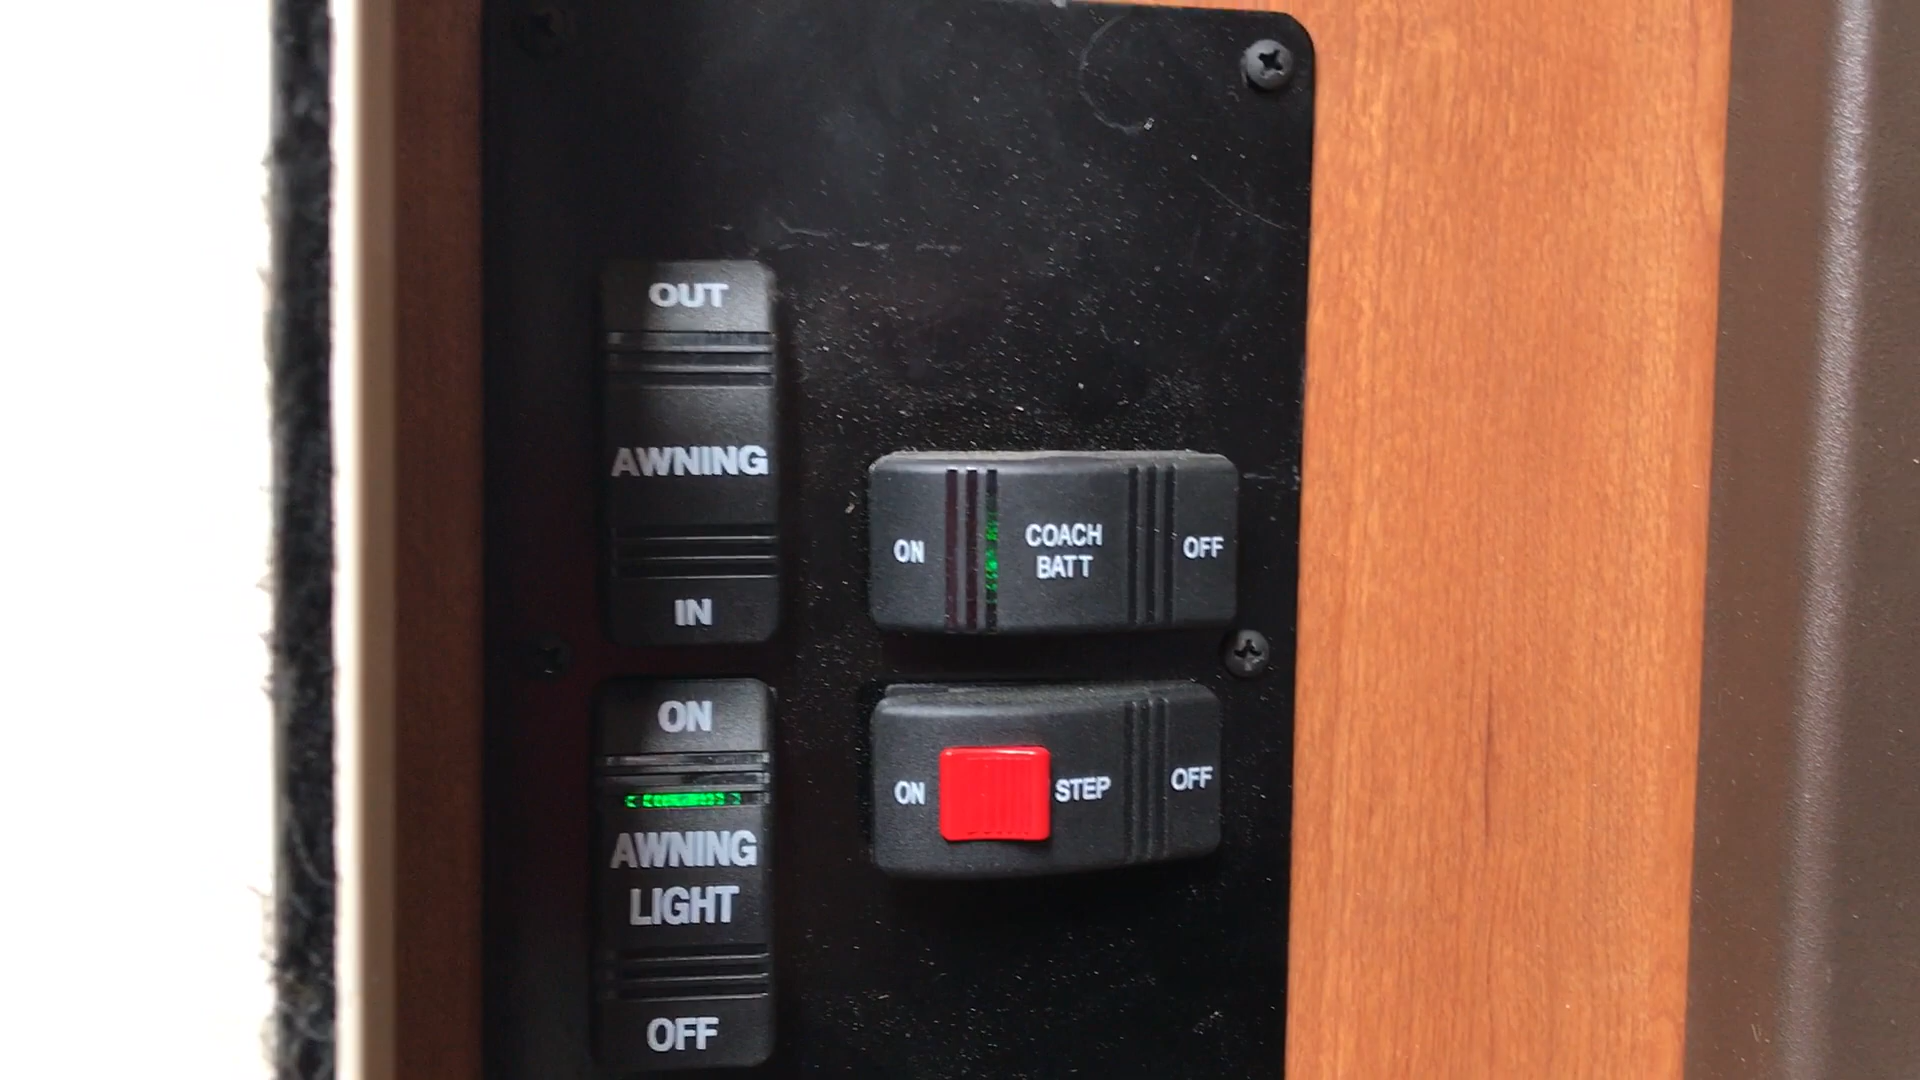 OUT
AWNING
IN
ON
AWNING
LIGHT
OFF
ON
COACH
BATT
OFF
ON
STEP
OFF